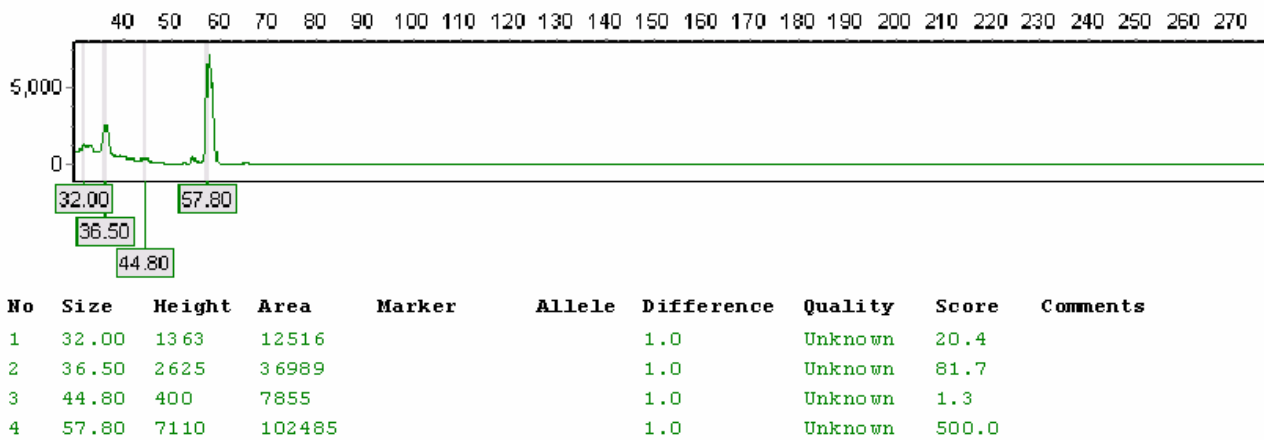 40 50 60 70 80 90 100 110 120 130 140 150 160 170 180 190 200 210 220 230 240 250 260 270
5,000
0
32.00 57.80
36.50
44.80
No Size Height Area Marker Allele Difference Quality Score Comments
1 32.00 1363 12516 1.0 Unknown 20.4
2 36.50 2625 36989 1.0 Unknown 81.7
3 44.80 400 7855 1.0 Unknown 1.3
4 57.80 7110 102485 1.0 Unknown 500.0